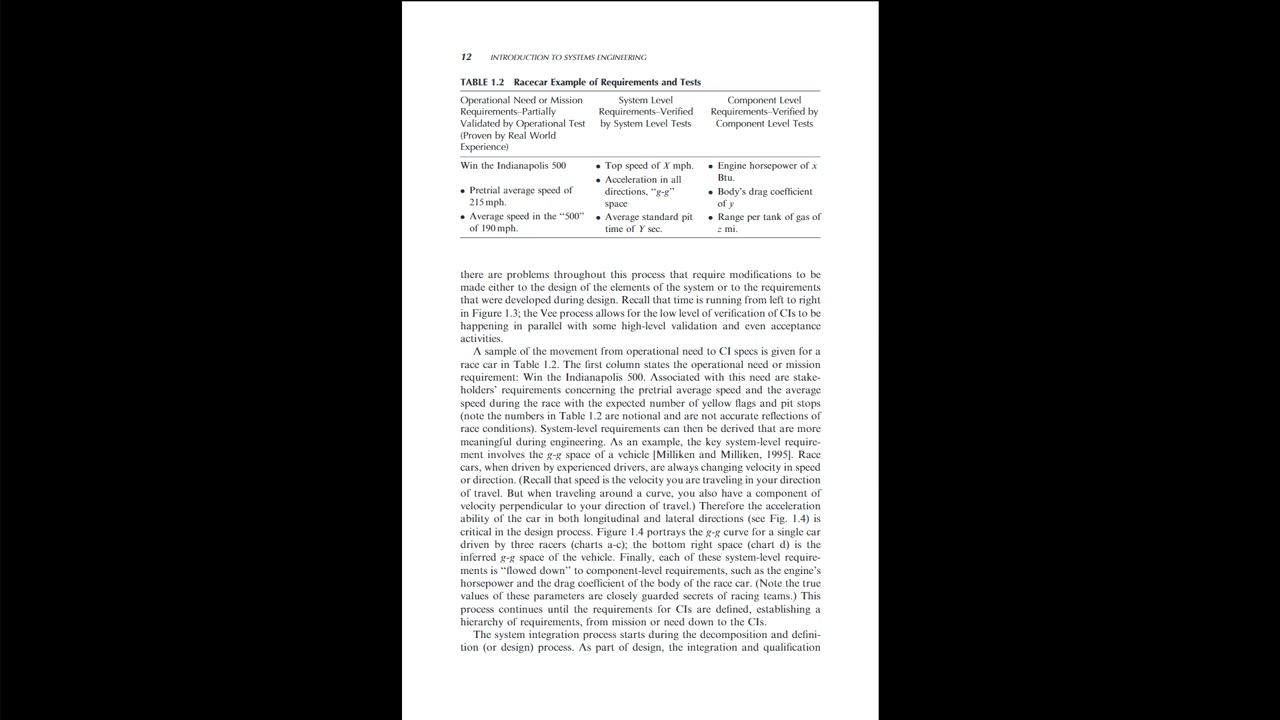 12 INTRODUCTION TO SYSTEMS ENGINEERING
TABLE 1.2 Racecar Example of Requirements and Tests
Operational Need or Mission
Requirements–Partially
Validated by Operational Test
(Proven by Real World
Experience)
System Level
Requirements–Verified
by System Level Tests
Component Level
Requirements–Verified by
Component Level Tests
Win the Indianapolis 500
• Pretrial average speed of
215 mph.
• Average speed in the “500”
of 190 mph.
• Top speed of X mph.
• Acceleration in all
directions, “g-g”
space
• Average standard pit
time of Y sec.
• Engine horsepower of x
Btu.
• Body’s drag coefficient
of y
• Range per tank of gas of
z mi.
there are problems throughout this process that require modifications to be
made either to the design of the elements of the system or to the requirements
that were developed during design. Recall that time is running from left to right
in Figure 1.3; the Vee process allows for the low level of verification of CIs to be
happening in parallel with some high-level validation and even acceptance
activities.
A sample of the movement from operational need to CI specs is given for a
race car in Table 1.2. The first column states the operational need or mission
requirement: Win the Indianapolis 500. Associated with this need are stake-
holders’ requirements concerning the pretrial average speed and the average
speed during the race with the expected number of yellow flags and pit stops
(note the numbers in Table 1.2 are notional and are not accurate reflections of
race conditions). System-level requirements can then be derived that are more
meaningful during engineering. As an example, the key system-level require-
ment involves the g-g space of a vehicle [Milliken and Milliken, 1995]. Race
cars, when driven by experienced drivers, are always changing velocity in speed
or direction. (Recall that speed is the velocity you are traveling in your direction
of travel. But when traveling around a curve, you also have a component of
velocity perpendicular to your direction of travel.) Therefore the acceleration
ability of the car in both longitudinal and lateral directions (see Fig. 1.4) is
critical in the design process. Figure 1.4 portrays the g-g curve for a single car
driven by three racers (charts a-c); the bottom right space (chart d) is the
inferred g-g space of the vehicle. Finally, each of these system-level require-
ments is “flowed down” to component-level requirements, such as the engine’s
horsepower and the drag coefficient of the body of the race car. (Note the true
values of these parameters are closely guarded secrets of racing teams.) This
process continues until the requirements for CIs are defined, establishing a
hierarchy of requirements, from mission or need down to the CIs.
The system integration process starts during the decomposition and defini-
tion (or design) process. As part of design, the integration and qualification